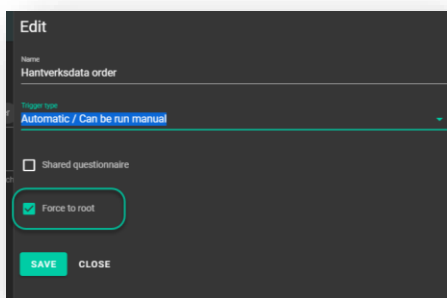 Edit
Name
Hantverksdata order
Trigger type
Automatic / Can be run manual
Shared questionnaire
Force to root
SAVE CLOSE